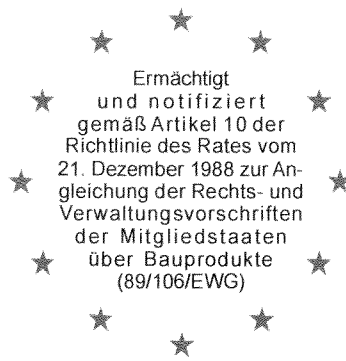 Ermächtigt
und notifiziert
gemäß Artikel 10 der
Richtlinie des Rates vom
21. Dezember 1988 zur An-
gleichung der Rechts- und
Verwaltungsvorschriften
der Mitgliedstaaten
über Bauprodukte
(89/106/EWG)